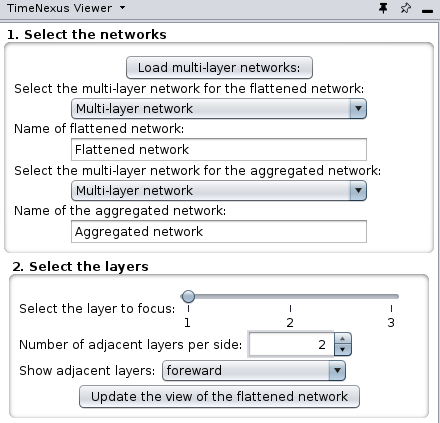 TimeNexus Viewer
1. Select the networks
Load multi-layer networks:
Select the multi-layer network for the flattened network:
Multi-layer network
Name of flattened network:
Flattened network
Select the multi-layer network for the aggregated network:
Multi-layer network
Name of the aggregated network:
Aggregated network
2. Select the layers
Select the layer to focus:
1 2 3
Number of adjacent layers per side: 2
Show adjacent layers: foreward
Update the view of the flattened network